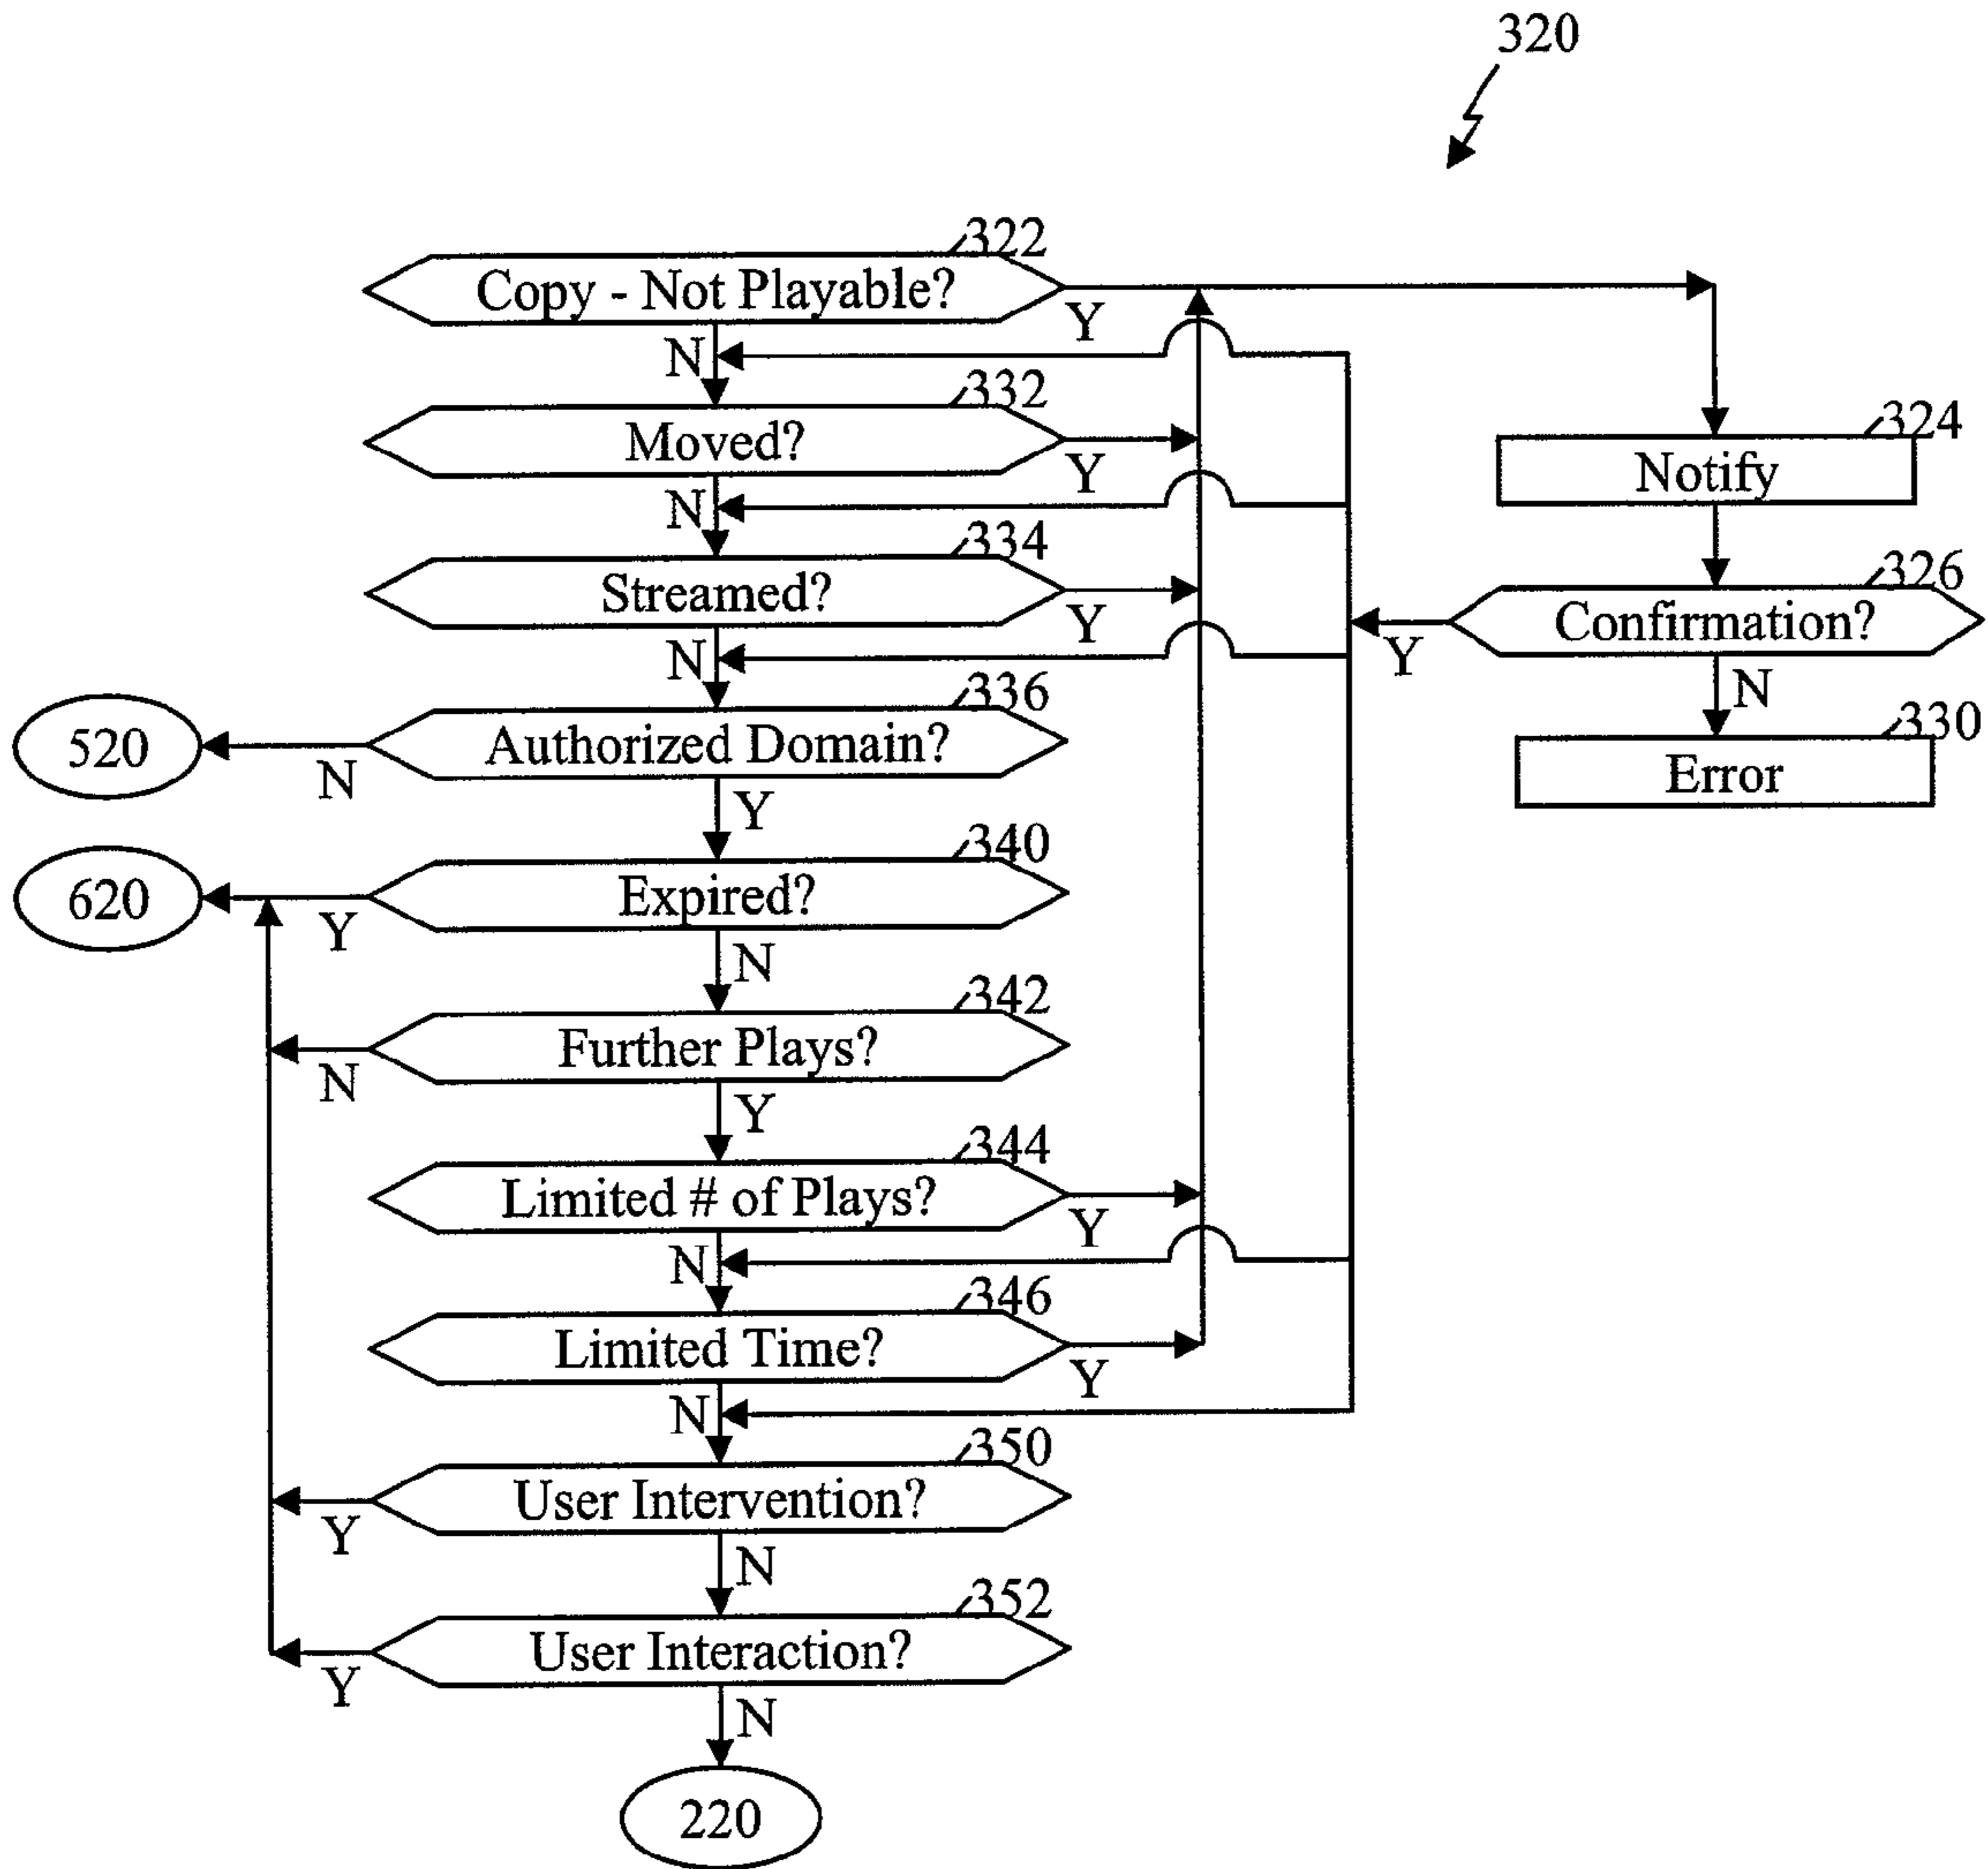 320
322
Copy - Not Playable?
Y
N
332
Moved?
Y
324
Notify
N
334
Streamed?
Y
326
Confirmation?
Y
N
N
336
Authorized Domain?
520
N
330
Error
Y
340
Expired?
620
Y
N
342
Further Plays?
N
Y
344
Limited # of Plays?
Y
N
346
Limited Time?
Y
N
350
User Intervention?
Y
N
352
User Interaction?
Y
N
220